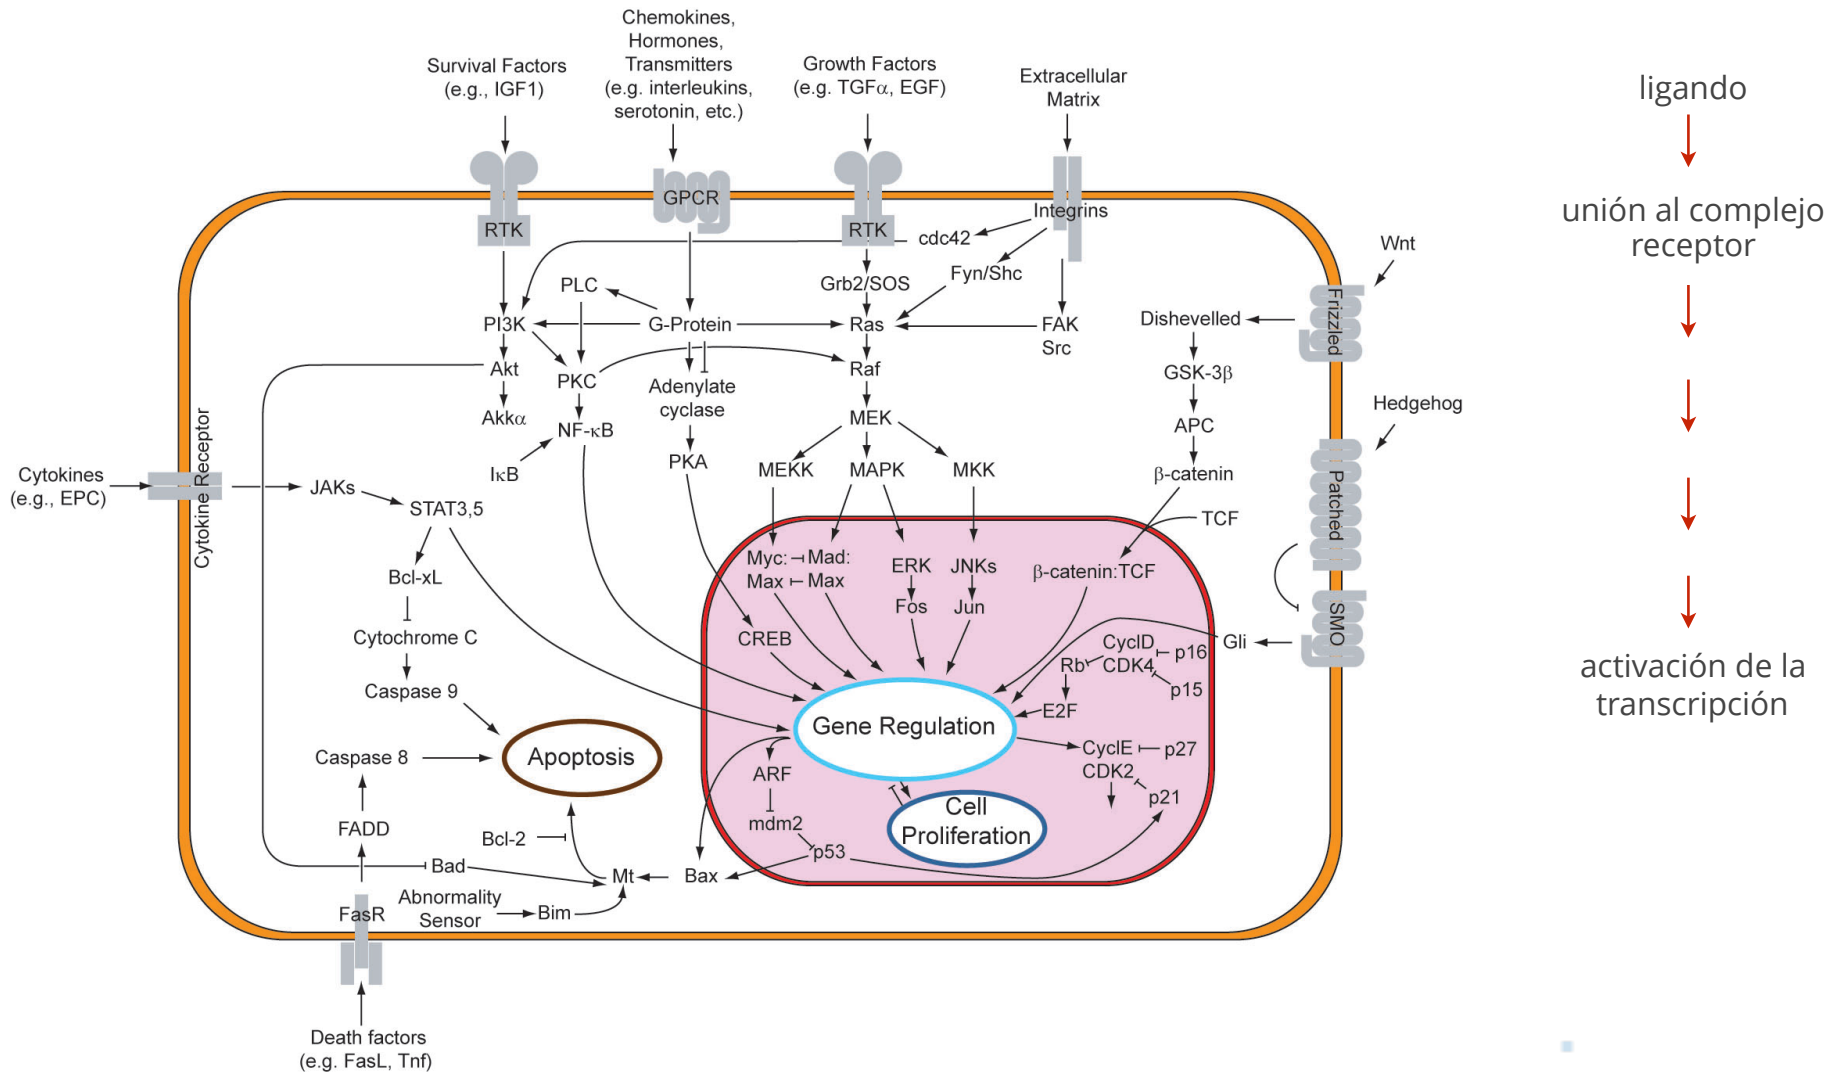 Chemokines,
Hormones,
Transmitters
(e.g. interleukins,
serotonin, etc.)
Survival Factors
(e.g., IGF1)
Growth Factors
(e.g. TGFα, EGF)
Extracellular
Matrix
ligando
unión al complejo
receptor
activación de la
transcripción
RTK
GPCR
RTK
Integrins
cdc42
Fyn/Shc
Grb2/SOS
PLC
PI3K
G-Protein
Ras
FAK
Src
Akt
PKC
Raf
Adenylate
cyclase
Akkα
NF-κB
MEK
IκB
PKA
MEKK
MAPK
MKK
Wnt
Frizzled
Dishevelled
GSK-3β
APC
β-catenin
TCF
Hedgehog
Patched
SMO
Gli
Cytokines
(e.g., EPC)
Cytokine Receptor
JAKs
STAT3,5
Bcl-xL
Cytochrome C
Caspase 9
Caspase 8
Apoptosis
FADD
Bcl-2
Bad
Mt
Bax
Abnormality
Sensor
Bim
FasR
Death factors
(e.g. FasL, Tnf)
Myc:
Max
Mad:
Max
ERK
Fos
JNKs
Jun
β-catenin:TCF
CREB
CyclD
CDK4
p16
p15
Rb
E2F
Gene Regulation
CyclE
CDK2
p27
p21
ARF
mdm2
p53
Cell
Proliferation